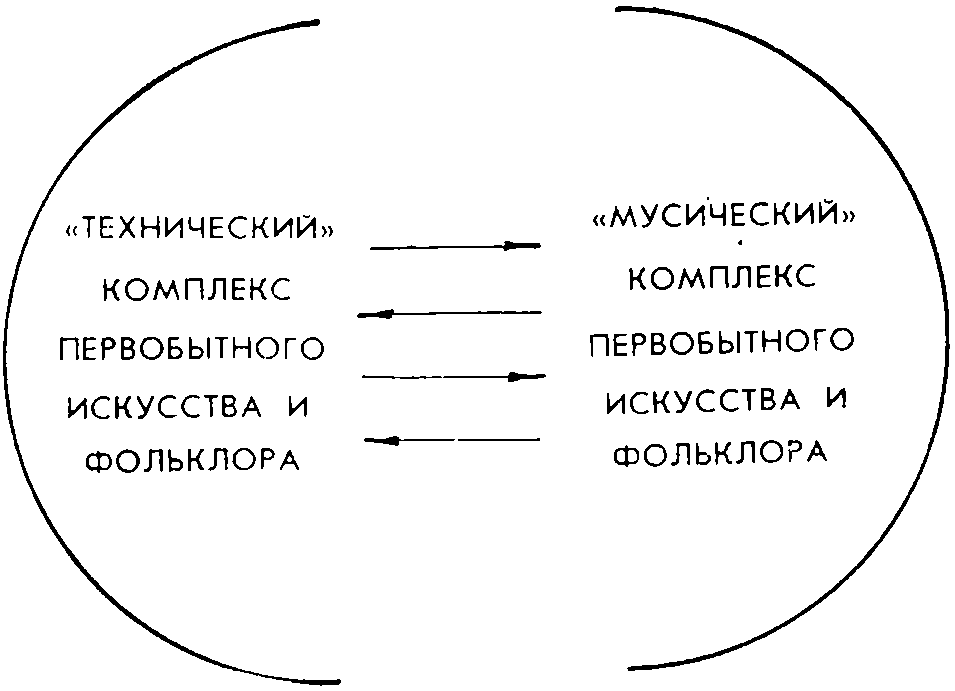 «ТЕХНИЧЕСКИЙ»
КОМПЛЕКС
ПЕРВОБЫТНОГО
ИСКУССТВА И
ФОЛЬКЛОРА
«МУСИЧЕСКИЙ»
КОМПЛЕКС
ПЕРВОБЫТНОГО
ИСКУССТВА И
ФОЛЬКЛОРА